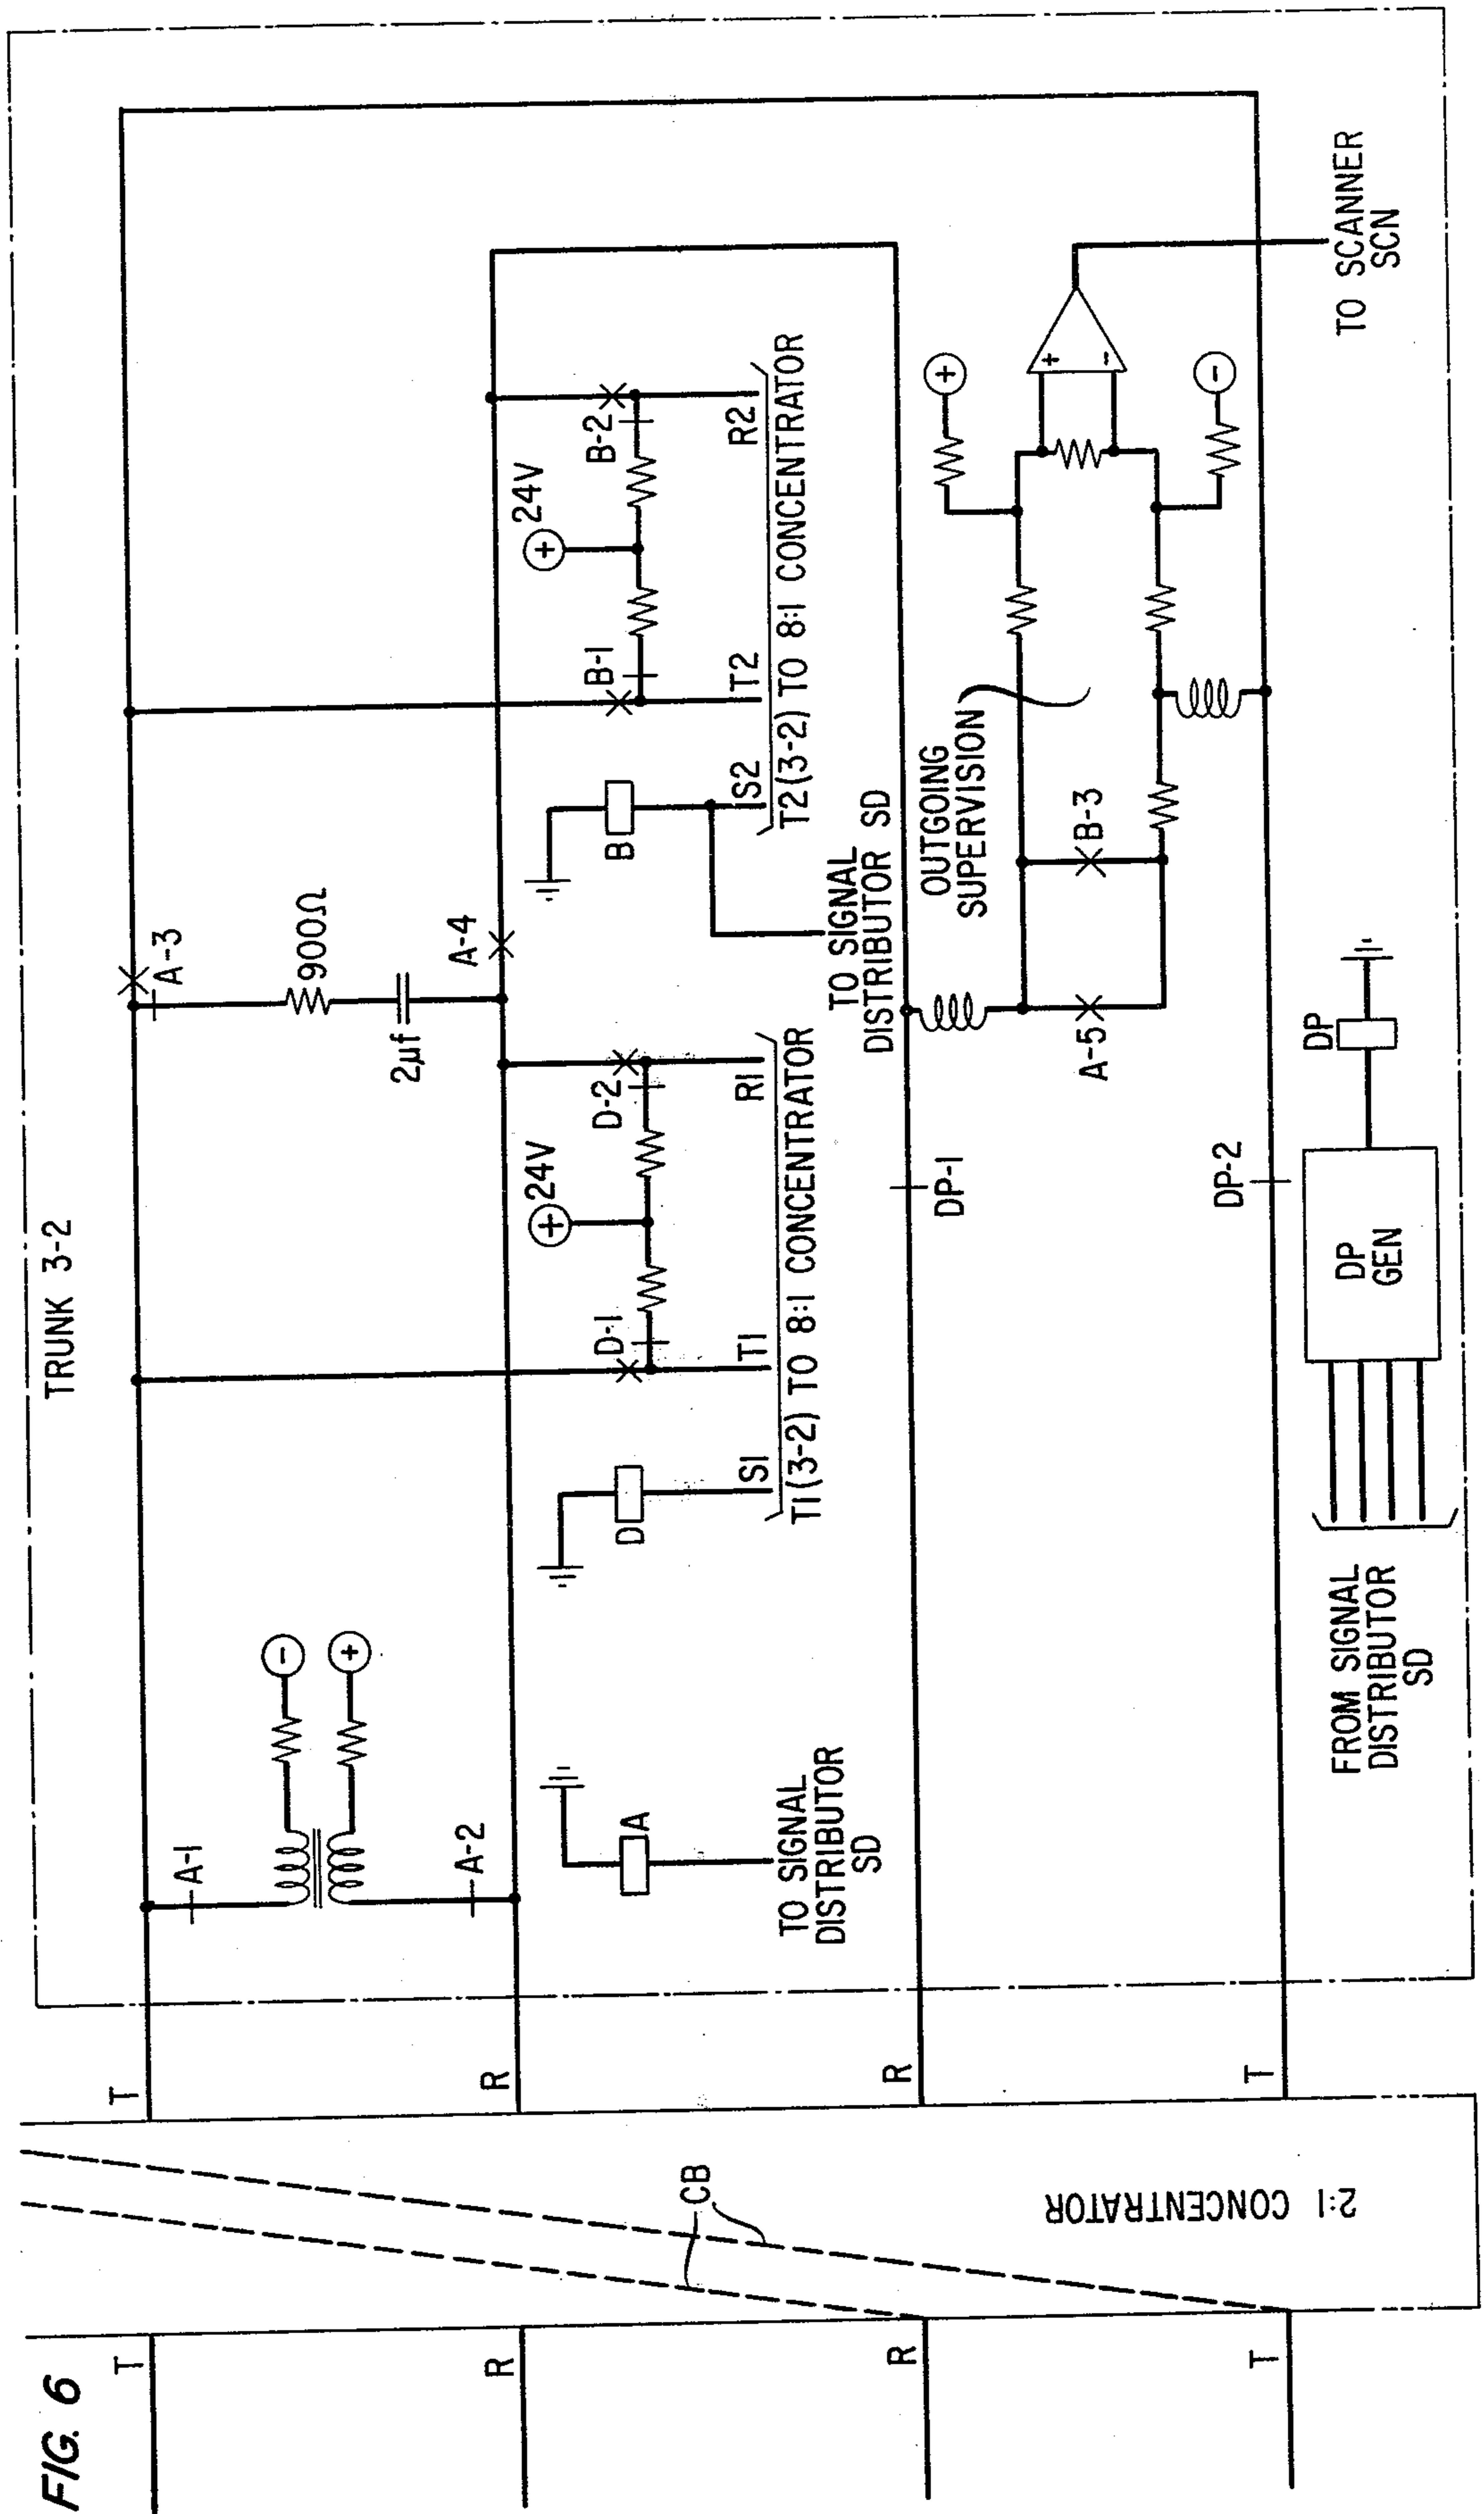 FIG. 6
TRUNK 3-2
T
T
A-1
A-3
-
+
900Ω
2μf
R
R
A-2
A-4
A
TO SIGNAL
DISTRIBUTOR
SD
D
S1
D-1
+
24V
D-2
T1
R1
T1(3-2) TO 8:1 CONCENTRATOR
B
S2
B-1
+
24V
B-2
T2
R2
T2(3-2) TO 8:1 CONCENTRATOR
TO SIGNAL
DISTRIBUTOR SD
CB
R
R
DP-1
OUTGOING
SUPERVISION
A-5
B-3
+
+
-
-
2:1 CONCENTRATOR
T
T
DP-2
FROM SIGNAL
DISTRIBUTOR
SD
DP
GEN
DP
TO SCANNER
SCN